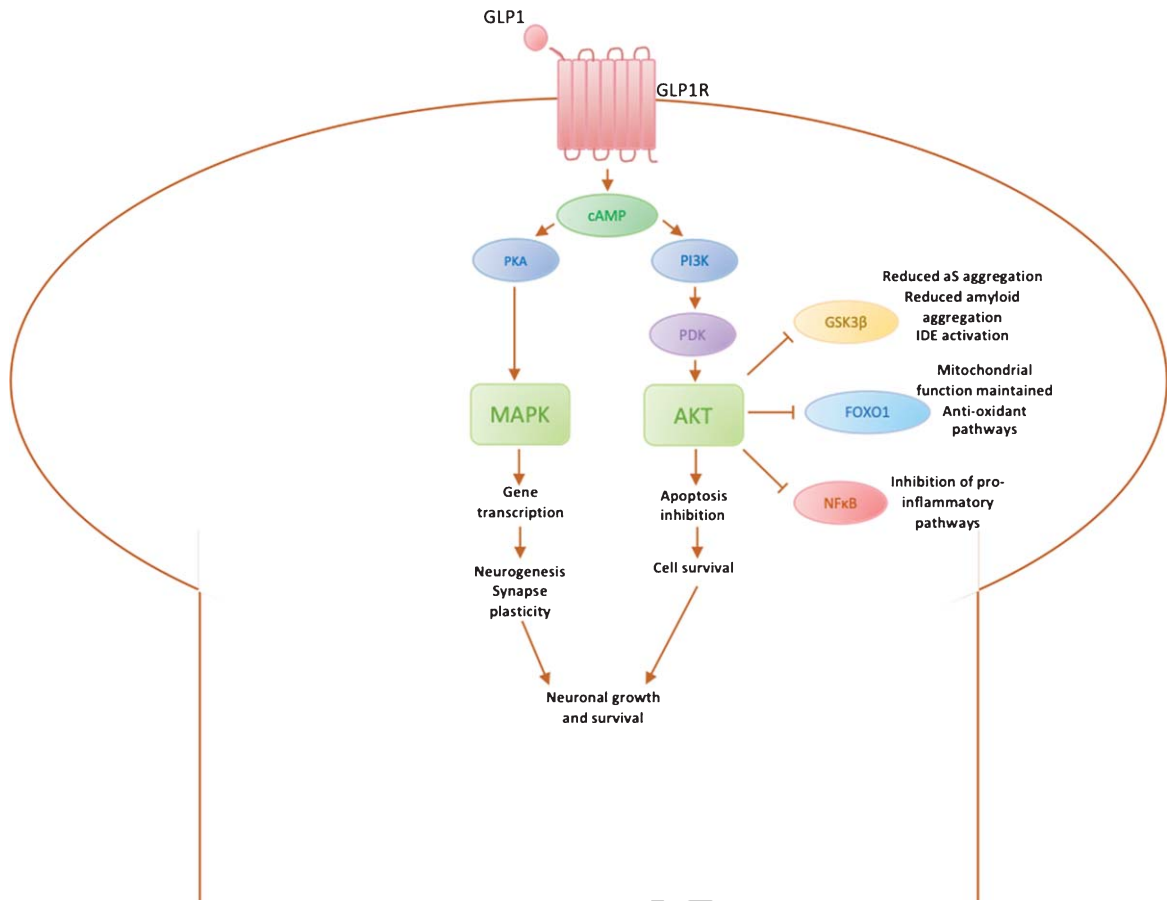 GLP1
GLP1R
cAMP
PKA
PI3K
PDK
MAPK
AKT
GSK3β
Reduced aS aggregation
Reduced amyloid
aggregation
IDE activation
FOXO1
Mitochondrial
function maintained
Anti-oxidant
pathways
NFκB
Inhibition of pro-
inflammatory
pathways
Gene
transcription
Neurogenesis
Synapse
plasticity
Apoptosis
inhibition
Cell survival
Neuronal growth
and survival